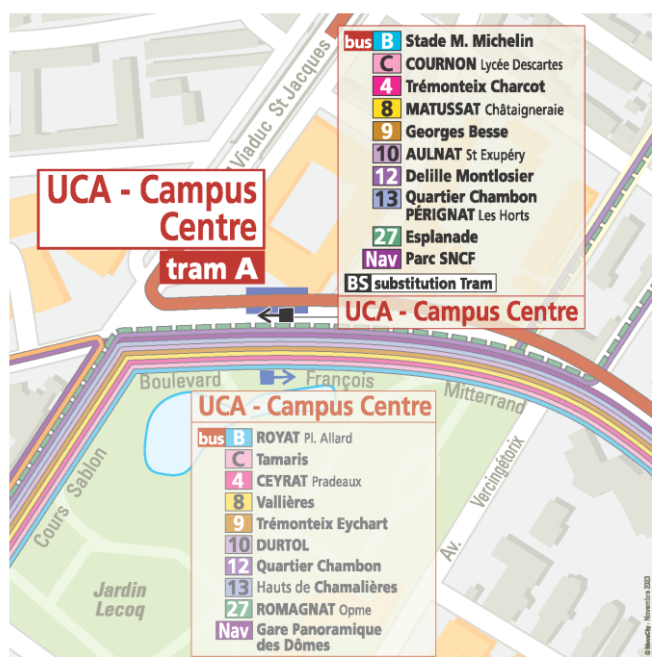 bus B Stade M. Michelin
C COURNON Lycée Descartes
4 Trémonteix Charcot
8 MATUSSAT Châtaigneraie
9 Georges Besse
10 AULNAT St Exupéry
12 Delille Montlosier
13 Quartier Chambon
PÉRIGNAT Les Horts
27 Esplanade
Nav Parc SNCF
BS substitution Tram
UCA - Campus Centre
Viaduc St Jacques
UCA - Campus
Centre
tram A
Boulevard François Mitterrand
UCA - Campus Centre
bus B ROYAT Pl. Allard
C Tamaris
4 CEYRAT Pradeaux
8 Vallières
9 Trémonteix Eychart
10 DURTOL
12 Quartier Chambon
13 Hauts de Chamalières
27 ROMAGNAT Opme
Nav Gare Panoramique
des Dômes
Cours Sablon
Av. Vercingétorix
Jardin
Lecoq
© MoveCity - Novembre 2023